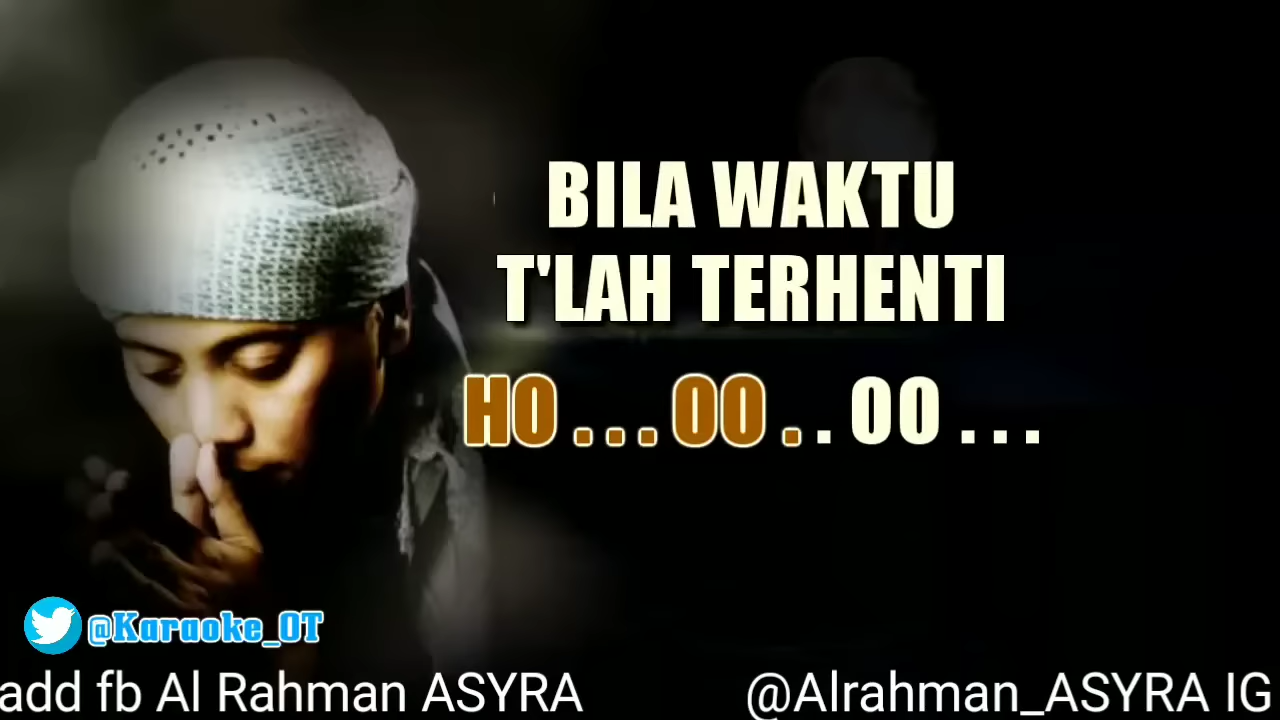 BILA WAKTU
T'LAH TERHENTI
HO...OO..OO...
@Karaoke_OT
add fb Al Rahman ASYRA
@Alrahman_ASYRA IG